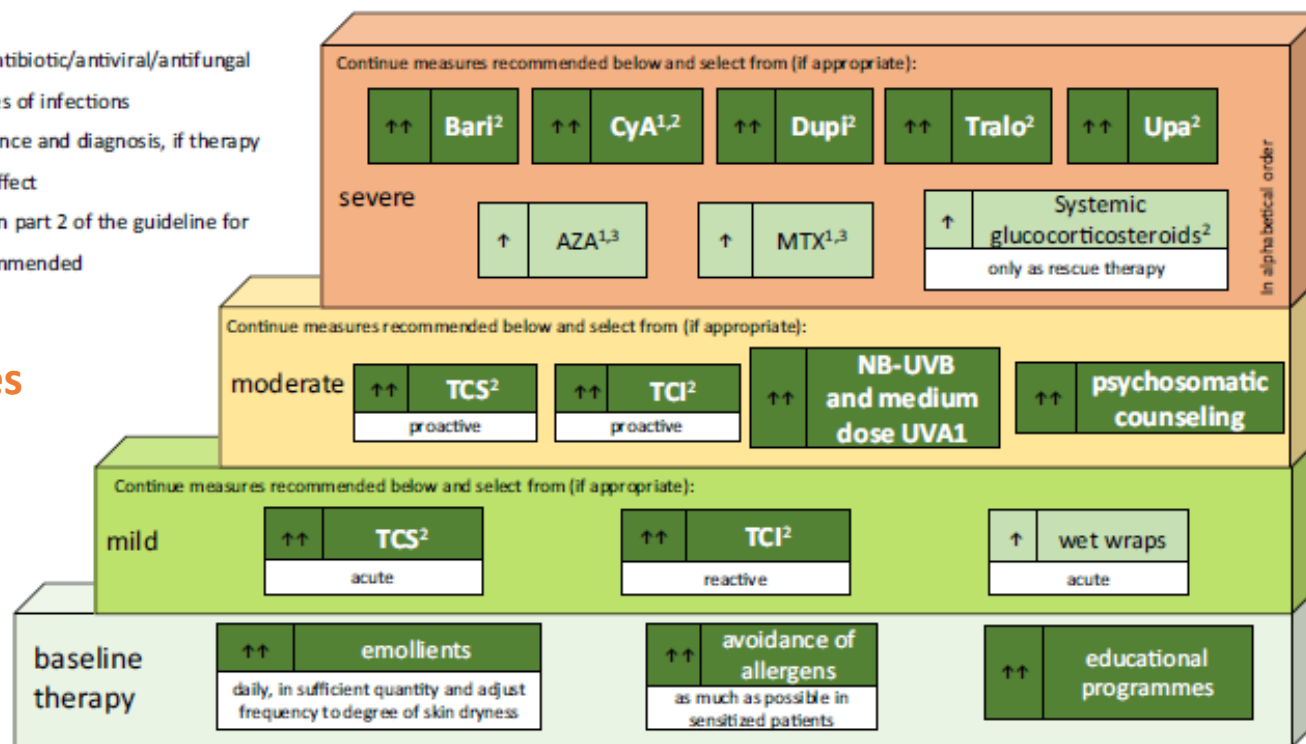 tibiotic/antiviral/antifungal
es of infections
nce and diagnosis, if therapy
ffect
n part 2 of the guideline for
mmended
es
Continue measures recommended below and select from (if appropriate):
↑↑ Bari² ↑↑ CyA¹,² ↑↑ Dupi² ↑↑ Tralo² ↑↑ Upa²
severe
↑ AZA¹,³ ↑ MTX¹,³ ↑ Systemic
glucocorticosteroids²
only as rescue therapy
In alphabetical order
Continue measures recommended below and select from (if appropriate):
moderate
↑↑ TCS²
proactive
↑↑ TCI²
proactive
↑↑ NB-UVB
and medium
dose UVA1
↑↑ psychosomatic
counseling
Continue measures recommended below and select from (if appropriate):
mild
↑↑ TCS²
acute
↑↑ TCI²
reactive
↑ wet wraps
acute
baseline
therapy
↑↑ emollients
daily, in sufficient quantity and adjust
frequency to degree of skin dryness
↑↑ avoidance of
allergens
as much as possible in
sensitized patients
↑↑ educational
programmes